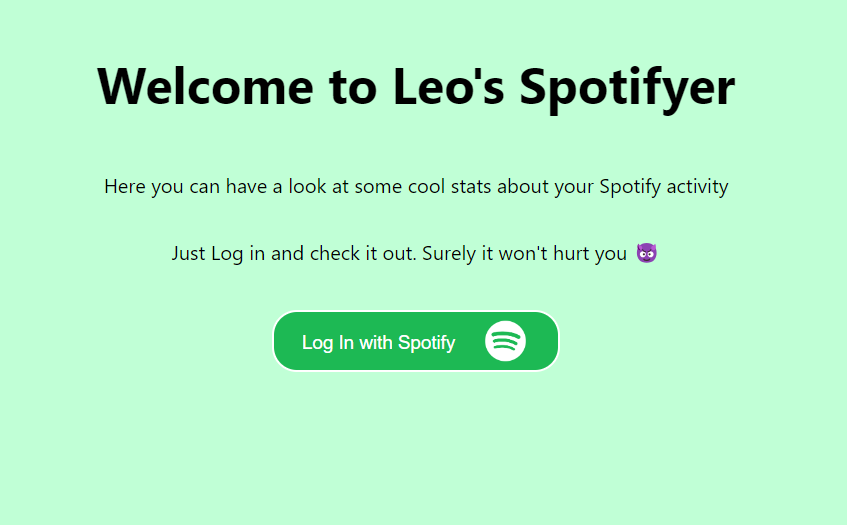 Welcome to Leo's Spotifyer
Here you can have a look at some cool stats about your Spotify activity
Just Log in and check it out. Surely it won't hurt you 😈
Log In with Spotify